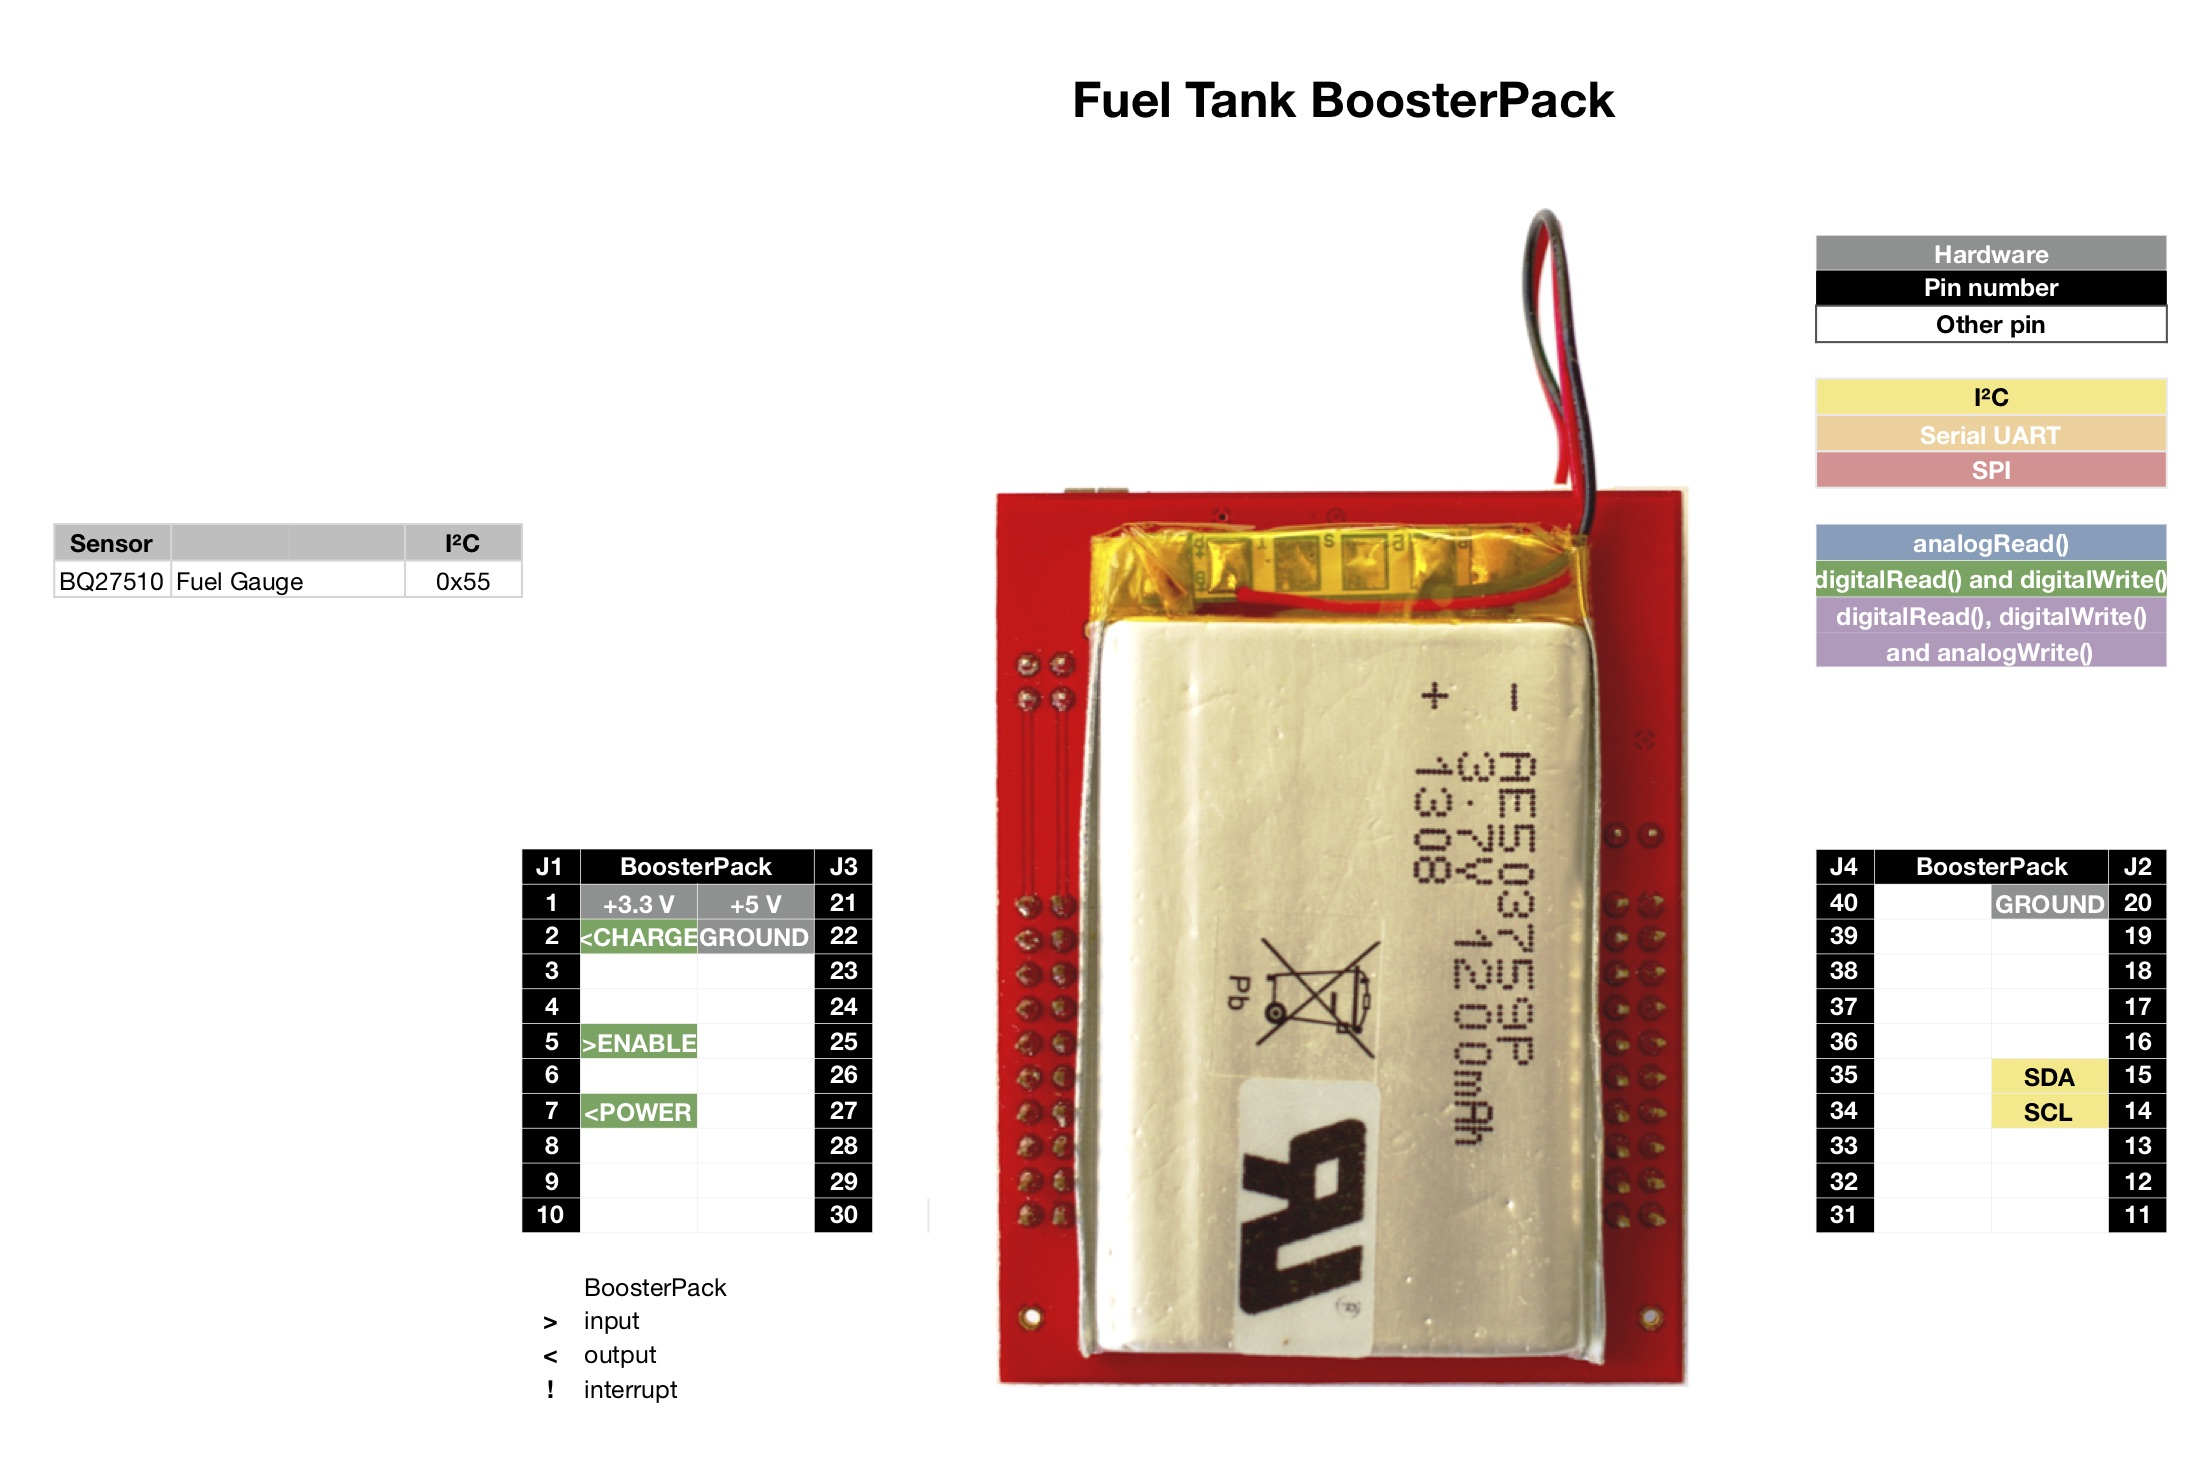 Fuel Tank BoosterPack
Hardware
Pin number
Other pin
I²C
Serial UART
SPI
analogRead()
digitalRead() and digitalWrite()
digitalRead(), digitalWrite()
and analogWrite()
Sensor I²C
BQ27510 Fuel Gauge 0x55
- AE503759P
+ 3.7V 1200mAh
1308
Pb
J1 BoosterPack J3
1 +3.3 V +5 V 21
2 <CHARGE GROUND 22
3 23
4 24
5 >ENABLE 25
6 26
7 <POWER 27
8 28
9 29
10 30
J4 BoosterPack J2
40 GROUND 20
39 19
38 18
37 17
36 16
35 SDA 15
34 SCL 14
33 13
32 12
31 11
BoosterPack
> input
< output
! interrupt